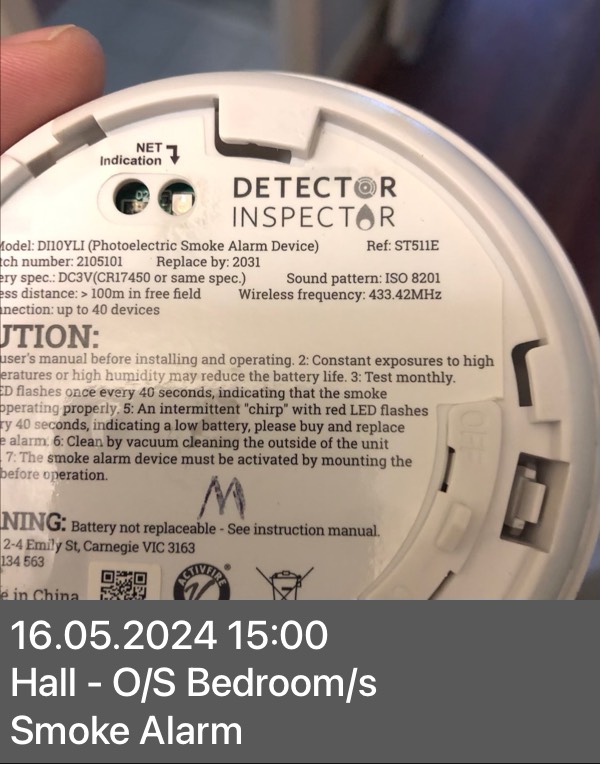 NET
Indication
DETECTOR
INSPECTOR
Model: DI10YLI (Photoelectric Smoke Alarm Device) Ref: ST511E
tch number: 2105101 Replace by: 2031
ery spec.: DC3V(CR17450 or same spec.) Sound pattern: ISO 8201
ess distance: > 100m in free field Wireless frequency: 433.42MHz
nnection: up to 40 devices
UTION:
user's manual before installing and operating. 2: Constant exposures to high
eratures or high humidity may reduce the battery life. 3: Test monthly.
ED flashes once every 40 seconds, indicating that the smoke
operating properly. 5: An intermittent "chirp" with red LED flashes
ry 40 seconds, indicating a low battery, please buy and replace
e alarm. 6: Clean by vacuum cleaning the outside of the unit
. 7: The smoke alarm device must be activated by mounting the
before operation.
OFF
M
NING: Battery not replaceable - See instruction manual.
2-4 Emily St, Carnegie VIC 3163
134 563
e in China
ACTIVFIRE®
16.05.2024 15:00
Hall - O/S Bedroom/s
Smoke Alarm